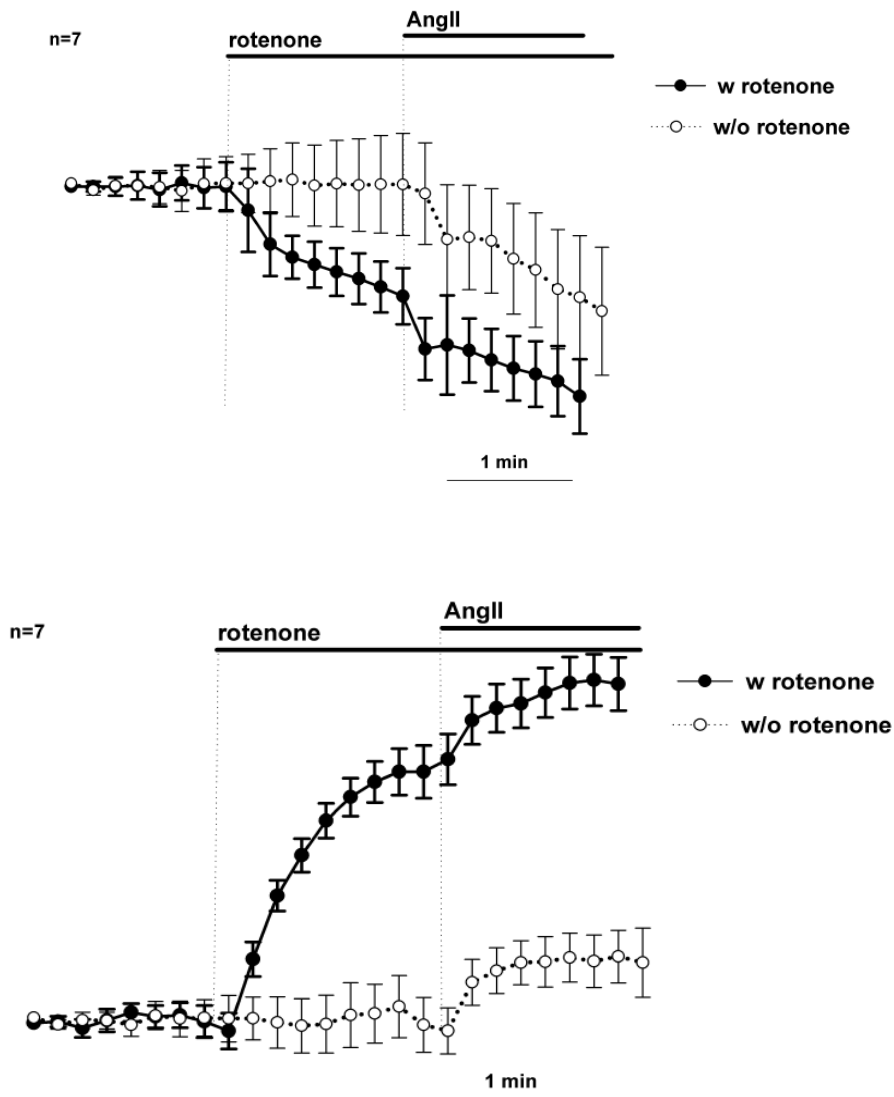 AngII
n=7
rotenone
w rotenone
w/o rotenone
1 min
AngII
n=7
rotenone
w rotenone
w/o rotenone
1 min